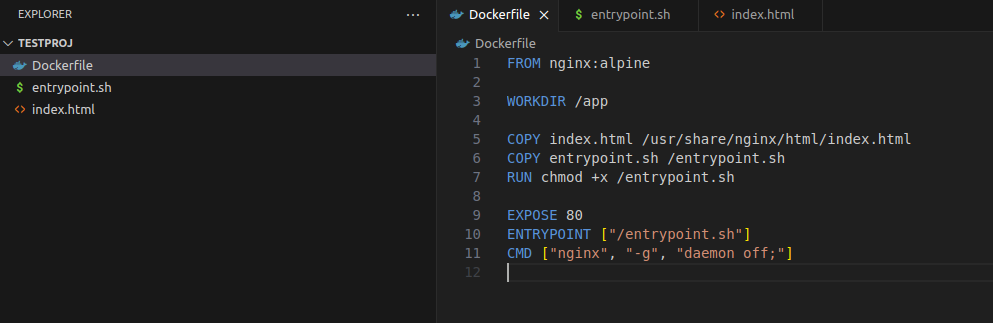 EXPLORER
···
TESTPROJ
Dockerfile
entrypoint.sh
index.html
Dockerfile
entrypoint.sh
index.html
Dockerfile
1 FROM nginx:alpine
2
3 WORKDIR /app
4
5 COPY index.html /usr/share/nginx/html/index.html
6 COPY entrypoint.sh /entrypoint.sh
7 RUN chmod +x /entrypoint.sh
8
9 EXPOSE 80
10 ENTRYPOINT ["/entrypoint.sh"]
11 CMD ["nginx", "-g", "daemon off;"]
12